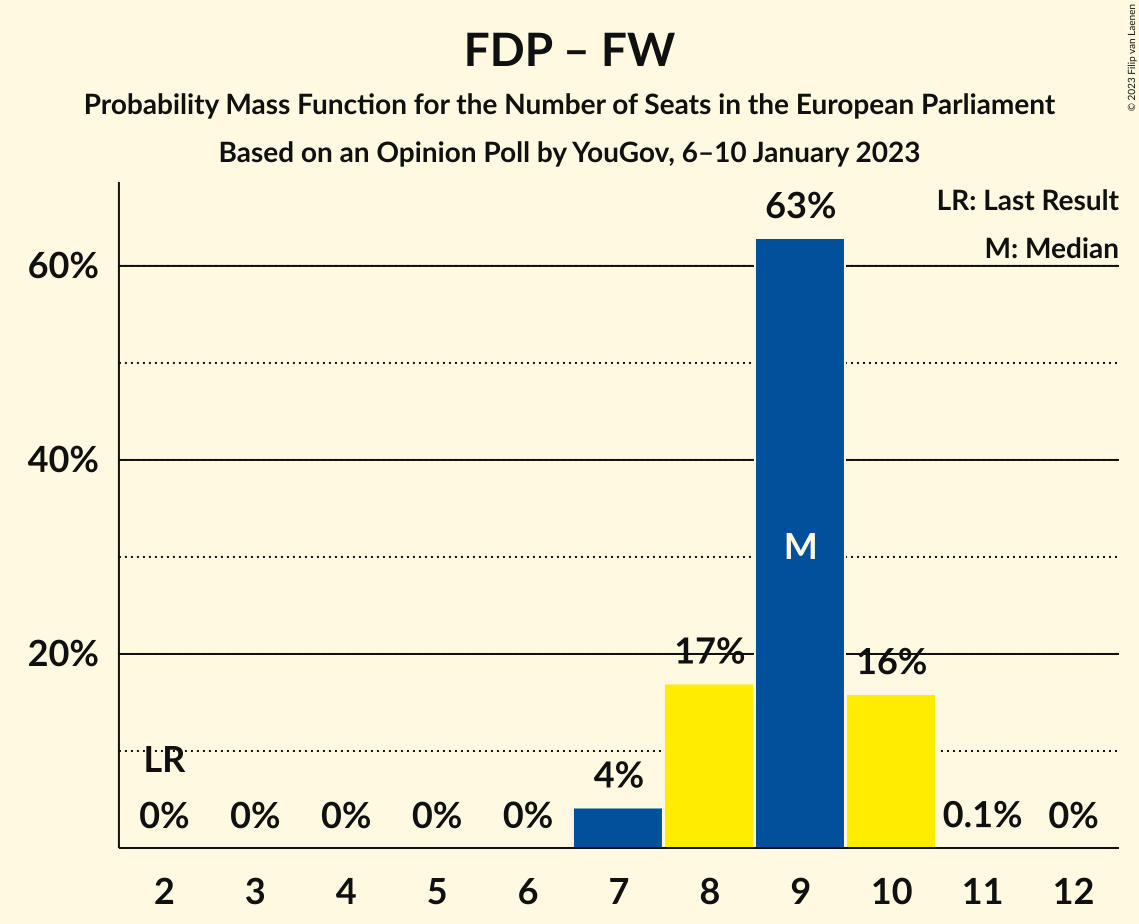 FDP – FW
Probability Mass Function for the Number of Seats in the European Parliament
Based on an Opinion Poll by YouGov, 6–10 January 2023
© 2023 Filip van Laenen
LR: Last Result
M: Median
60%
40%
20%
63%
M
17%
16%
LR
4%
0%
0%
0%
0%
0%
0.1%
0%
2 3 4 5 6 7 8 9 10 11 12